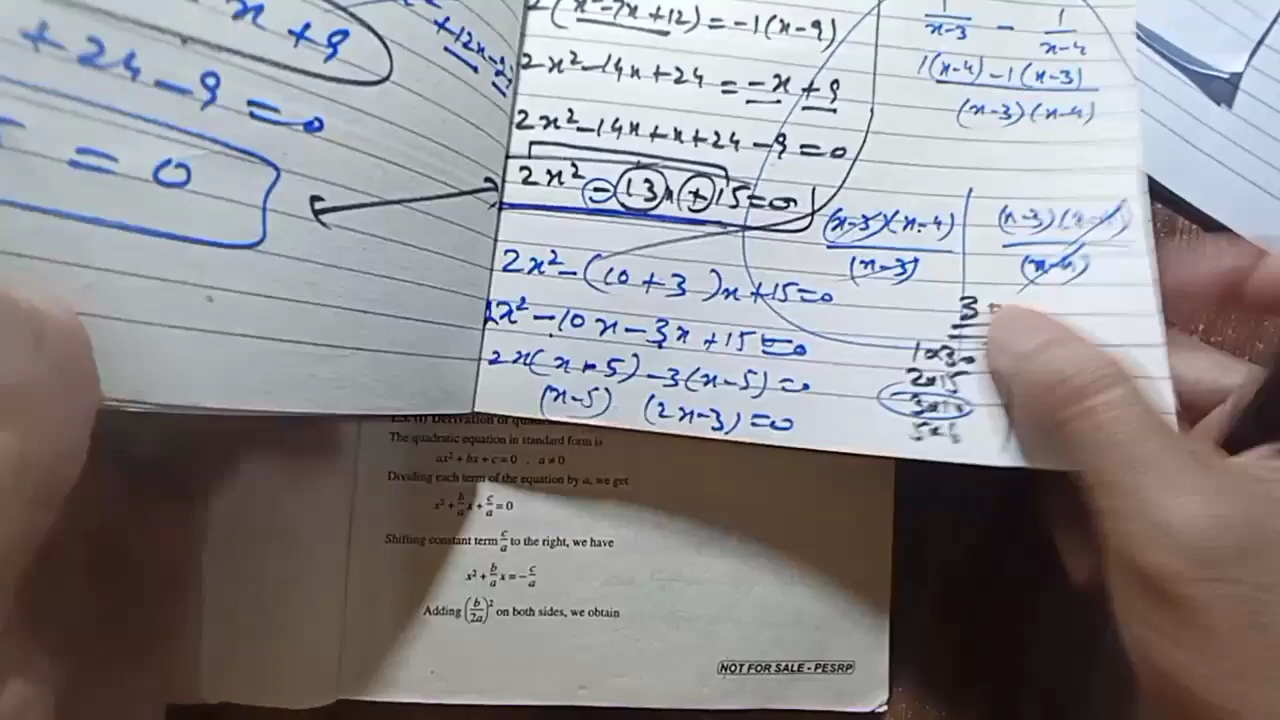 x + 9
+ 24 - 9 = 0
= 0
+ 12x
2(x² - 7x + 12) = -1(x - 9)
2x² - 14x + 24 = -x + 9
2x² - 14x + x + 24 - 9 = 0
2x² - 13x + 15 = 0
2x² - (10 + 3)x + 15 = 0
2x² - 10x - 3x + 15 = 0
2x(x - 5) - 3(x - 5) = 0
(x - 5) (2x - 3) = 0
1/(x-3) - 1/(x-4)
1(x-4) - 1(x-3)
(x-3)(x-4)
(x-3)(x-4)/(x-3)
(x-3)(x-4)/(x-4)
3
1x30
2x15
3x10
The quadratic equation in standard form is
ax² + bx + c = 0 , a ≠ 0
Dividing each term of the equation by a, we get
x² + b/a x + c/a = 0
Shifting constant term c/a to the right, we have
x² + b/a x = - c/a
Adding (b/2a)² on both sides, we obtain
NOT FOR SALE - PESRP